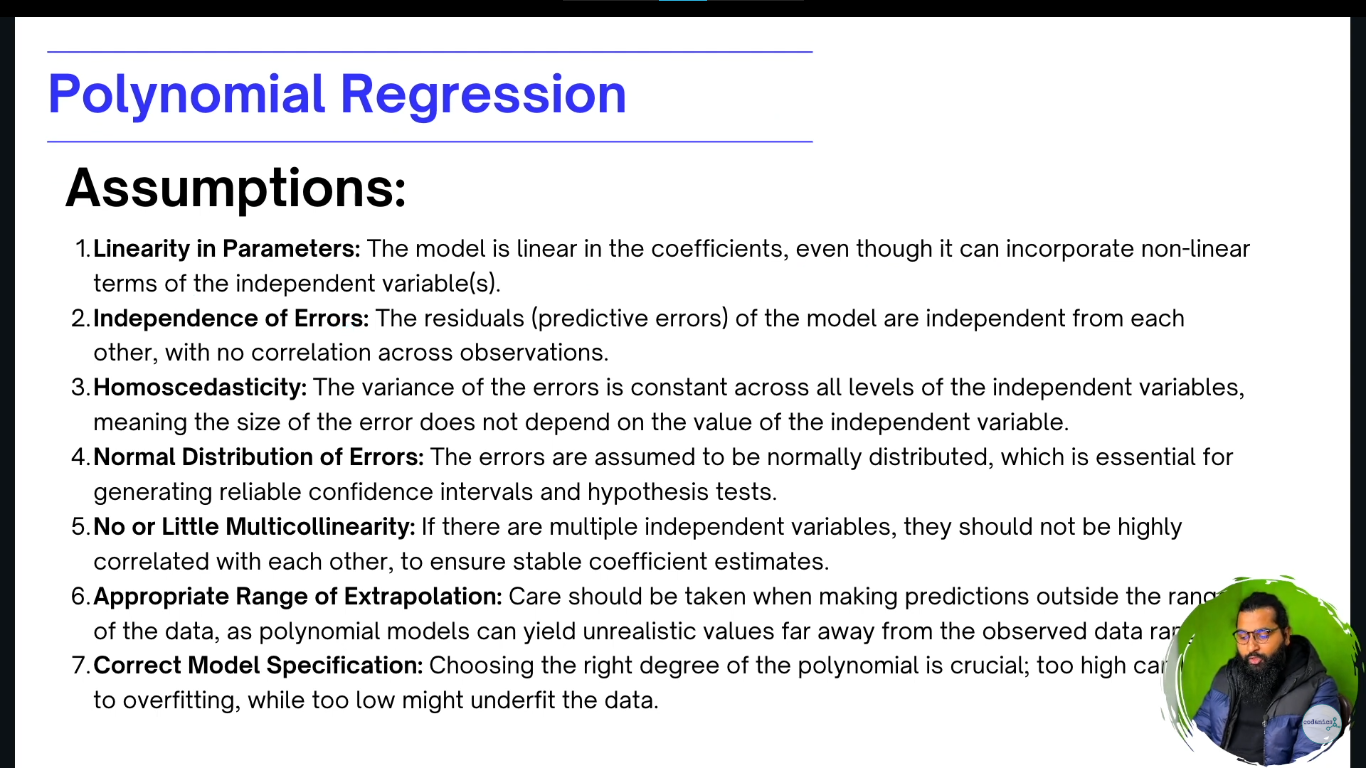 Polynomial Regression
Assumptions:
1. Linearity in Parameters: The model is linear in the coefficients, even though it can incorporate non-linear
terms of the independent variable(s).
2. Independence of Errors: The residuals (predictive errors) of the model are independent from each
other, with no correlation across observations.
3. Homoscedasticity: The variance of the errors is constant across all levels of the independent variables,
meaning the size of the error does not depend on the value of the independent variable.
4. Normal Distribution of Errors: The errors are assumed to be normally distributed, which is essential for
generating reliable confidence intervals and hypothesis tests.
5. No or Little Multicollinearity: If there are multiple independent variables, they should not be highly
correlated with each other, to ensure stable coefficient estimates.
6. Appropriate Range of Extrapolation: Care should be taken when making predictions outside the
of the data, as polynomial models can yield unrealistic values far away from the observed data
7. Correct Model Specification: Choosing the right degree of the polynomial is crucial; too high
to overfitting, while too low might underfit the data.
codanics